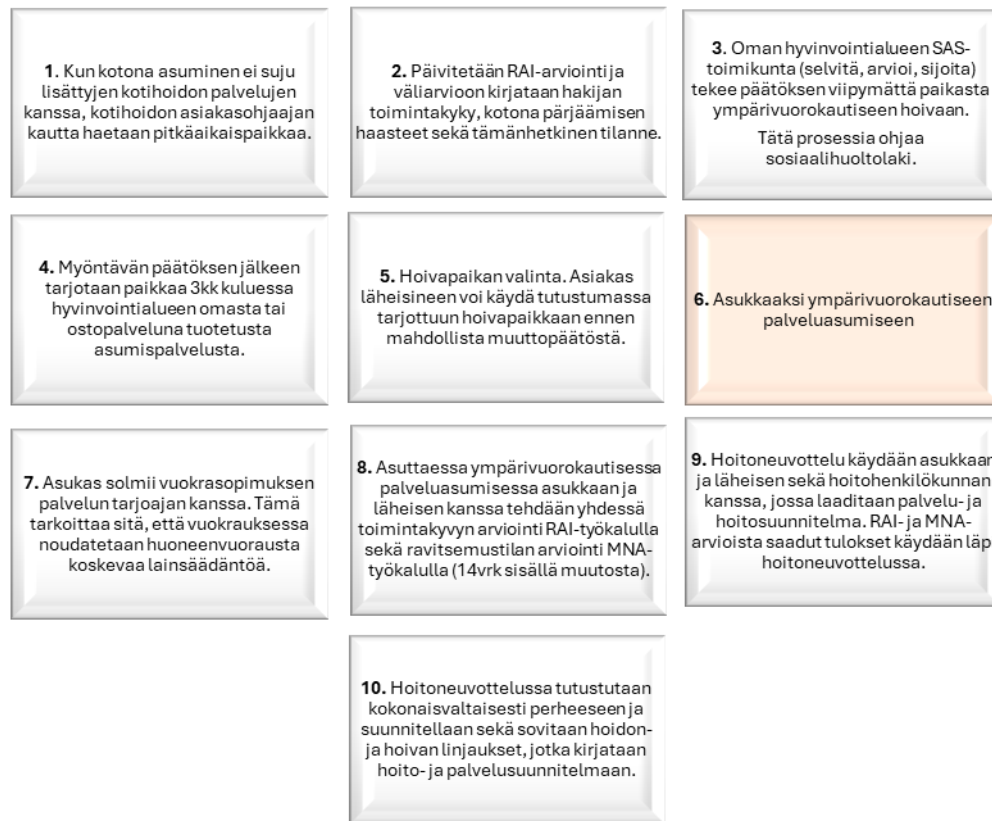 1. Kun kotona asuminen ei suju
lisättyjen kotihoidon palvelujen
kanssa, kotihoidon asiakasohjaajan
kautta haetaan pitkäaikaispaikkaa.
2. Päivitetään RAI-arviointi ja
väliarvioon kirjataan hakijan
toimintakyky, kotona pärjäämisen
haasteet sekä tämänhetkinen tilanne.
3. Oman hyvinvointialueen SAS-
toimikunta (selvitä, arvioi, sijoita)
tekee päätöksen viipymättä paikasta
ympärivuorokautiseen hoivaan.
Tätä prosessia ohjaa
sosiaalihuoltolaki.
4. Myöntävän päätöksen jälkeen
tarjotaan paikkaa 3kk kuluessa
hyvinvointialueen omasta tai
ostopalveluna tuotetusta
asumispalvelusta.
5. Hoivapaikan valinta. Asiakas
läheisineen voi käydä tutustumassa
tarjottuun hoivapaikkaan ennen
mahdollista muuttopäätöstä.
6. Asukkaaksi ympärivuorokautiseen
palveluasumiseen
7. Asukas solmii vuokrasopimuksen
palvelun tarjoajan kanssa. Tämä
tarkoittaa sitä, että vuokrauksessa
noudatetaan huoneenvuorausta
koskevaa lainsäädäntöä.
8. Asuttaessa ympärivuorokautisessa
palveluasumisessa asukkaan ja
läheisen kanssa tehdään yhdessä
toimintakyvyn arviointi RAI-työkalulla
sekä ravitsemustilan arviointi MNA-
työkalulla (14vrk sisällä muutosta).
9. Hoitoneuvottelu käydään asukkaan
ja läheisen sekä hoitohenkilökunnan
kanssa, jossa laaditaan palvelu- ja
hoitosuunnitelma. RAI- ja MNA-
arvioista saadut tulokset käydään läpi
hoitoneuvottelussa.
10. Hoitoneuvottelussa tutustutaan
kokonaisvaltaisesti perheeseen ja
suunnitellaan sekä sovitaan hoidon-
ja hoivan linjaukset, jotka kirjataan
hoito- ja palvelusuunnitelmaan.